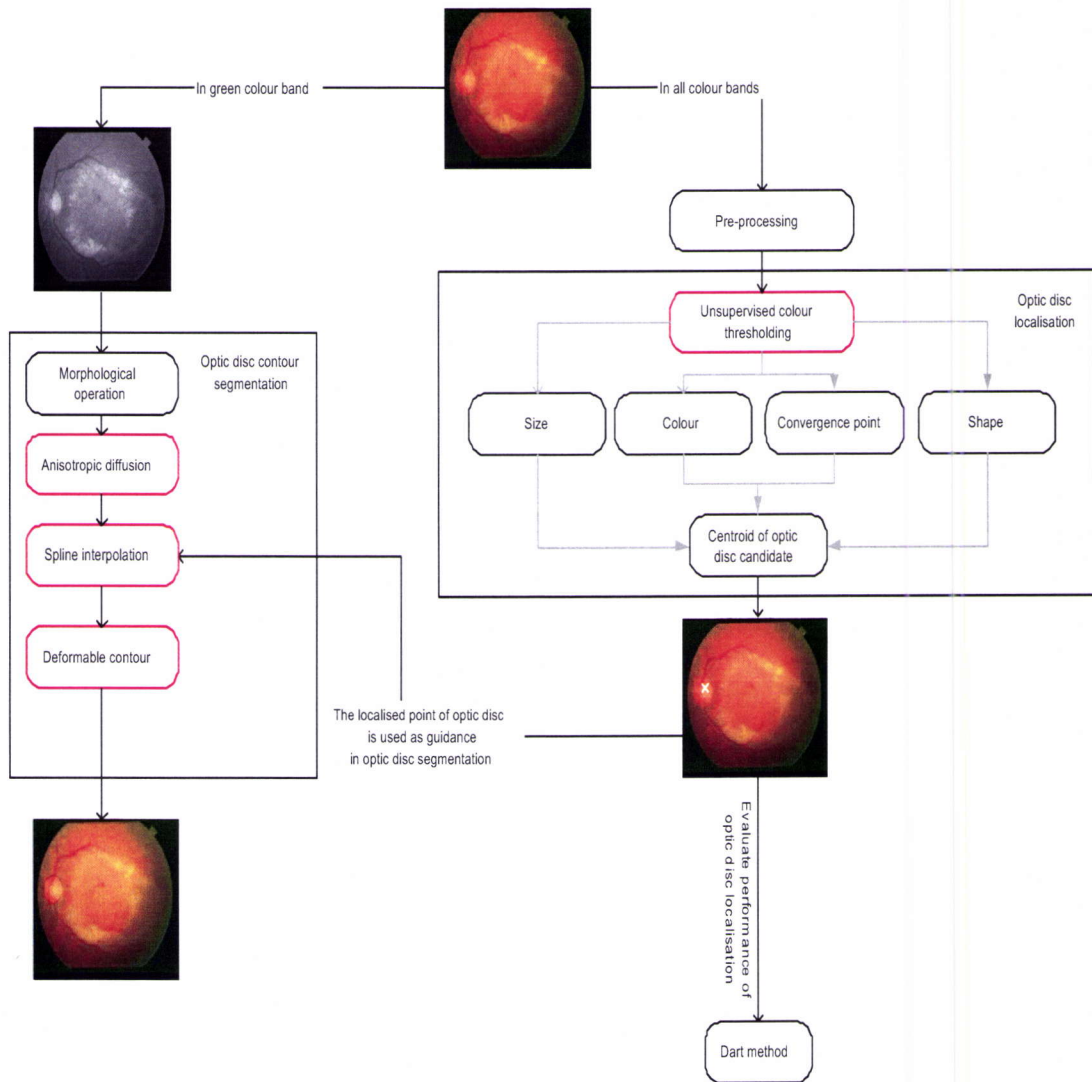 In green colour band
In all colour bands
Pre-processing
Optic disc
localisation
Unsupervised colour
thresholding
Size
Colour
Convergence point
Shape
Centroid of optic
disc candidate
Optic disc contour
segmentation
Morphological
operation
Anisotropic diffusion
Spline interpolation
Deformable contour
The localised point of optic disc
is used as guidance
in optic disc segmentation
x
Evaluate performance of
optic disc localisation
Dart method